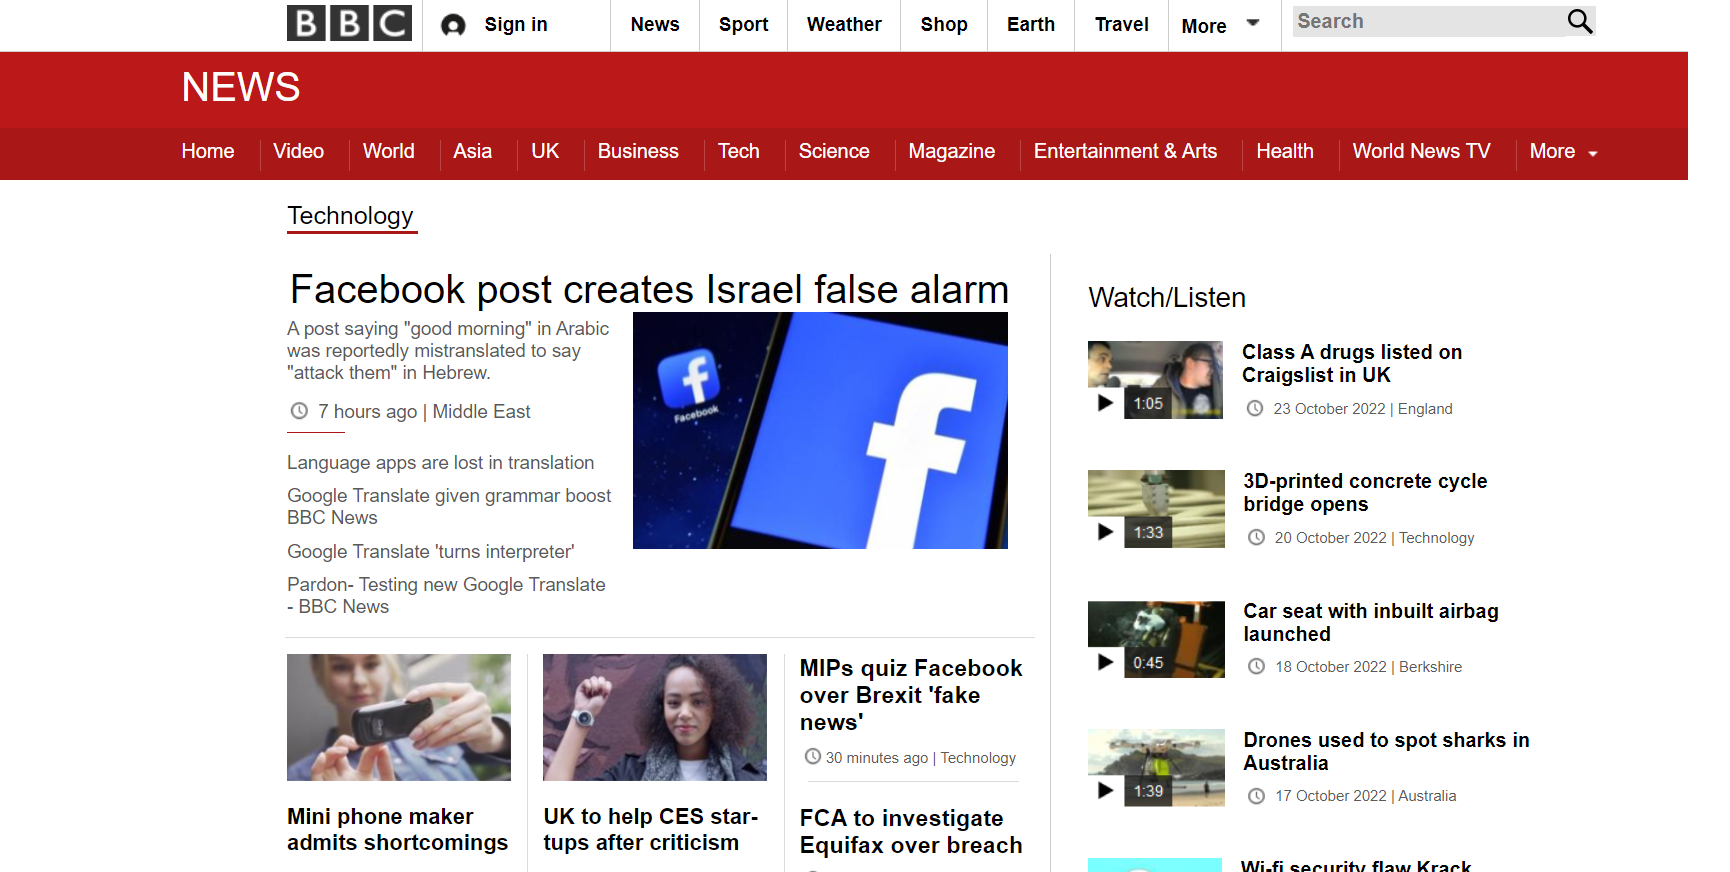 BBC
Sign in
News
Sport
Weather
Shop
Earth
Travel
More
Search
NEWS
Home
Video
World
Asia
UK
Business
Tech
Science
Magazine
Entertainment & Arts
Health
World News TV
More
Technology
Facebook post creates Israel false alarm
A post saying "good morning" in Arabic
was reportedly mistranslated to say
"attack them" in Hebrew.
7 hours ago | Middle East
Language apps are lost in translation
Google Translate given grammar boost
BBC News
Google Translate 'turns interpreter'
Pardon- Testing new Google Translate
- BBC News
Facebook
Mini phone maker
admits shortcomings
UK to help CES star-
tups after criticism
MIPs quiz Facebook
over Brexit 'fake
news'
30 minutes ago | Technology
FCA to investigate
Equifax over breach
Watch/Listen
1:05
Class A drugs listed on
Craigslist in UK
23 October 2022 | England
1:33
3D-printed concrete cycle
bridge opens
20 October 2022 | Technology
0:45
Car seat with inbuilt airbag
launched
18 October 2022 | Berkshire
1:39
Drones used to spot sharks in
Australia
17 October 2022 | Australia
Wi-fi security flaw Krack